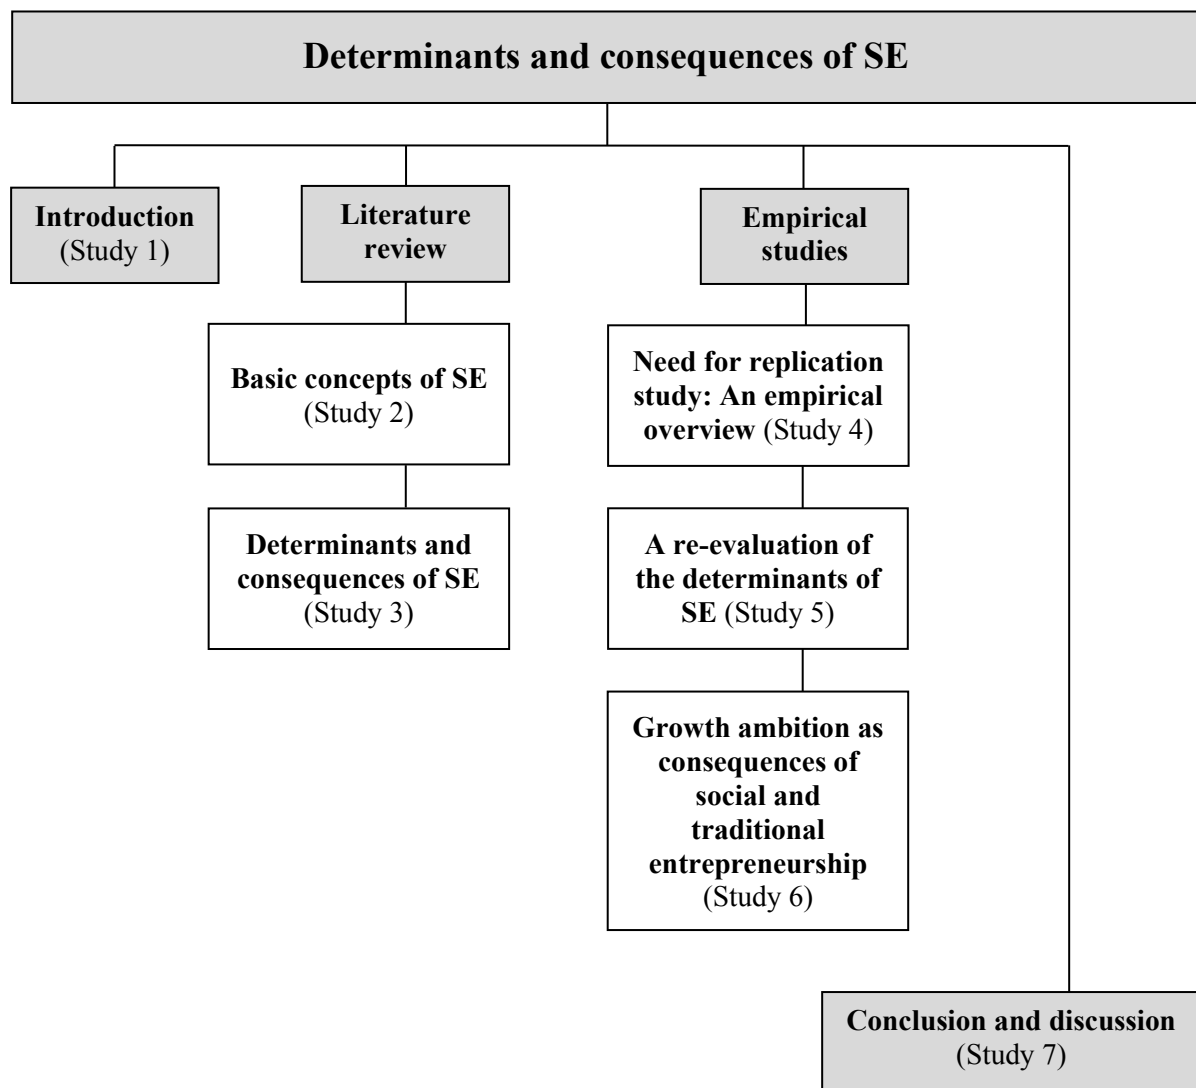 Determinants and consequences of SE
Introduction
(Study 1)
Literature
review
Empirical
studies
Basic concepts of SE
(Study 2)
Need for replication
study: An empirical
overview (Study 4)
Determinants and
consequences of SE
(Study 3)
A re-evaluation of
the determinants of
SE (Study 5)
Growth ambition as
consequences of
social and
traditional
entrepreneurship
(Study 6)
Conclusion and discussion
(Study 7)